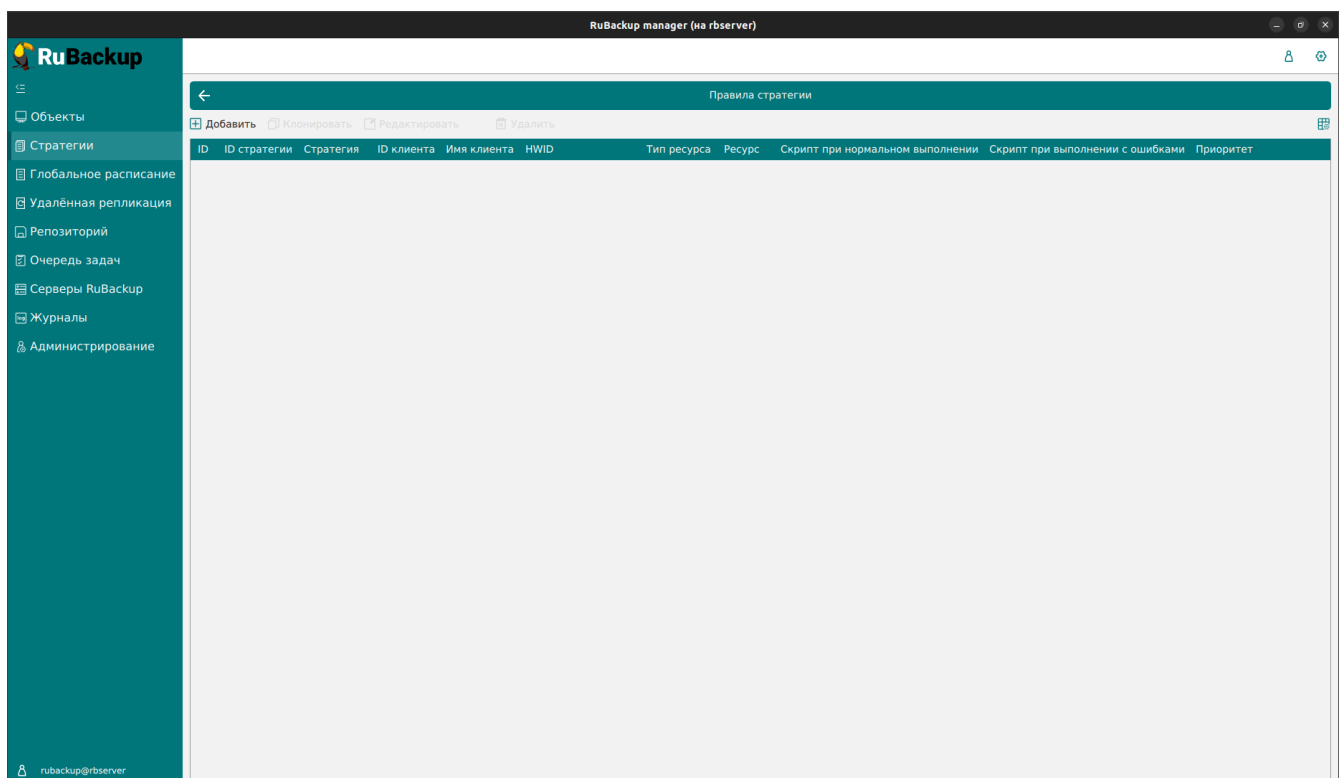 RuBackup manager (на rbserver)
RuBackup
Объекты
Стратегии
Глобальное расписание
Удалённая репликация
Репозиторий
Очередь задач
Серверы RuBackup
Журналы
Администрирование
rubackup@rbserver
Правила стратегии
Добавить Клонировать Редактировать Удалить
ID ID стратегии Стратегия ID клиента Имя клиента HWID Тип ресурса Ресурс Скрипт при нормальном выполнении Скрипт при выполнении с ошибками Приоритет